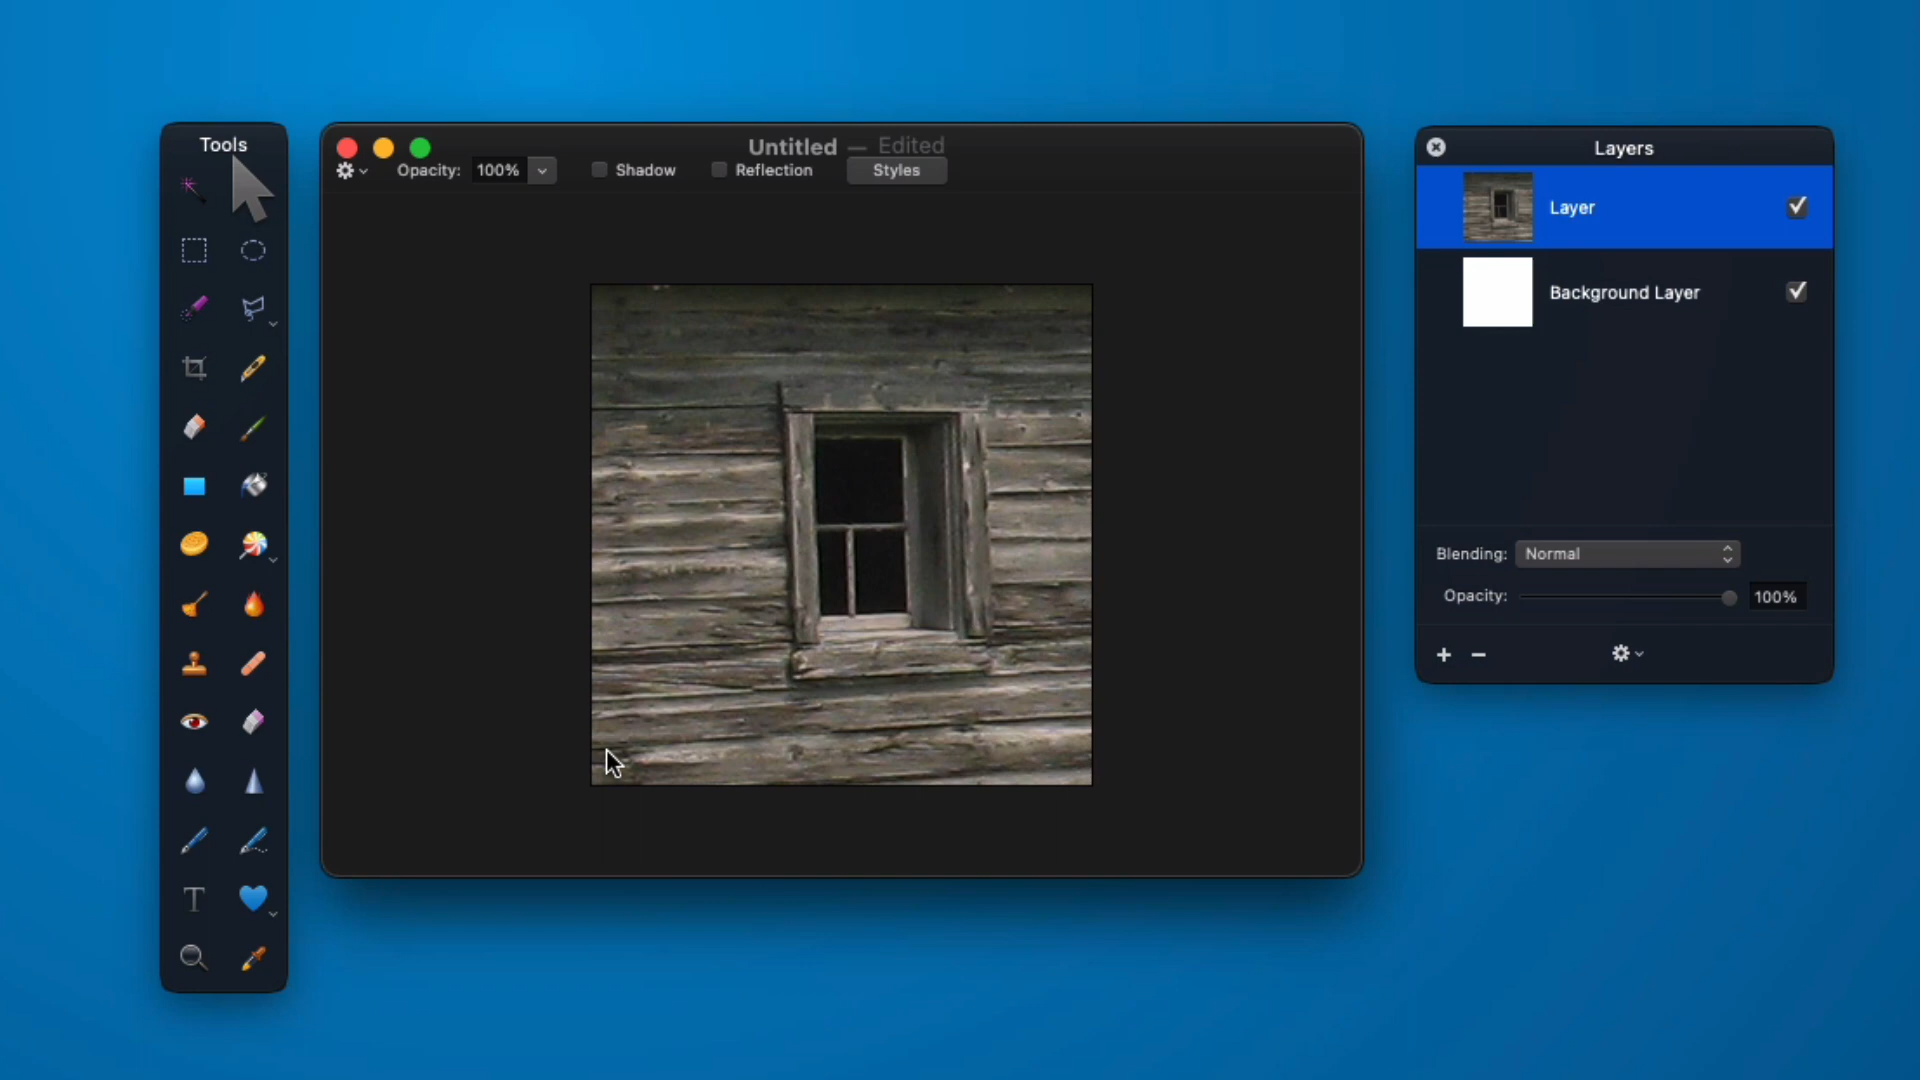 Tools
Untitled — Edited
Opacity: 100% Shadow Reflection Styles
Layers
Layer
Background Layer
Blending: Normal
Opacity: 100%
T